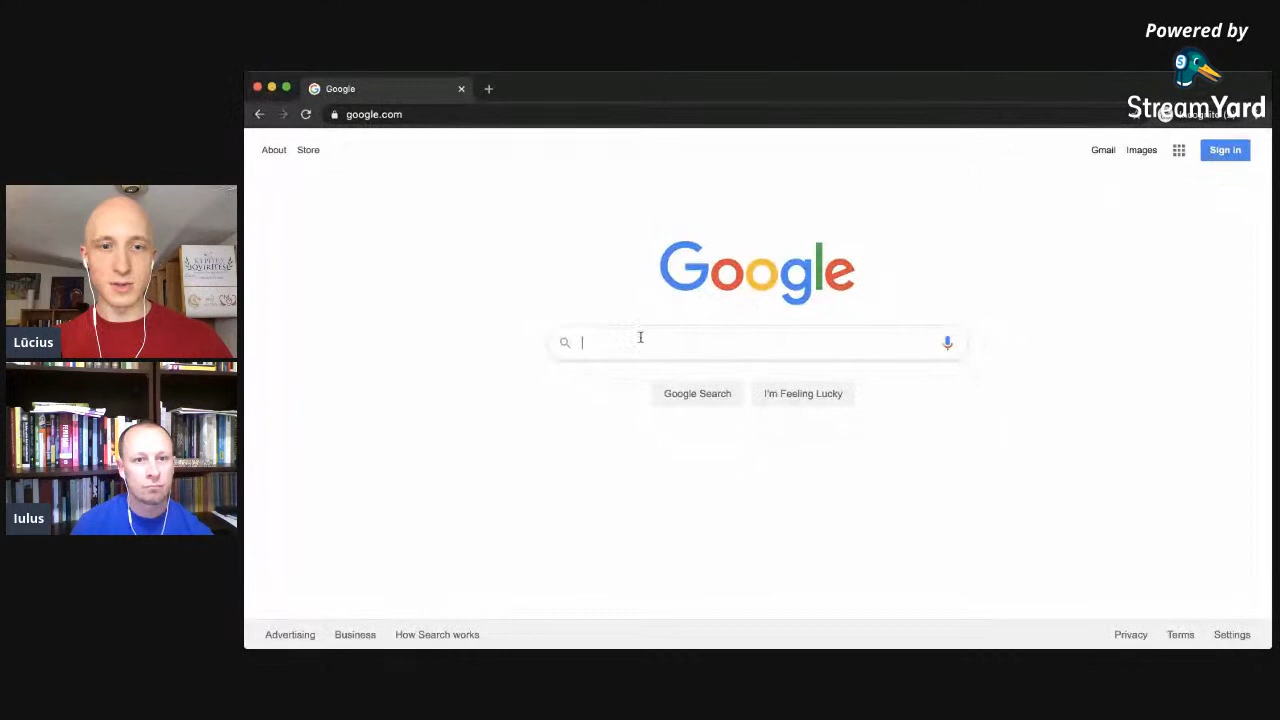 Powered by
StreamYard
Google
google.com
About Store
Gmail Images Sign in
Google
Google Search I'm Feeling Lucky
Lūcius
Iulus
Advertising Business How Search works
Privacy Terms Settings